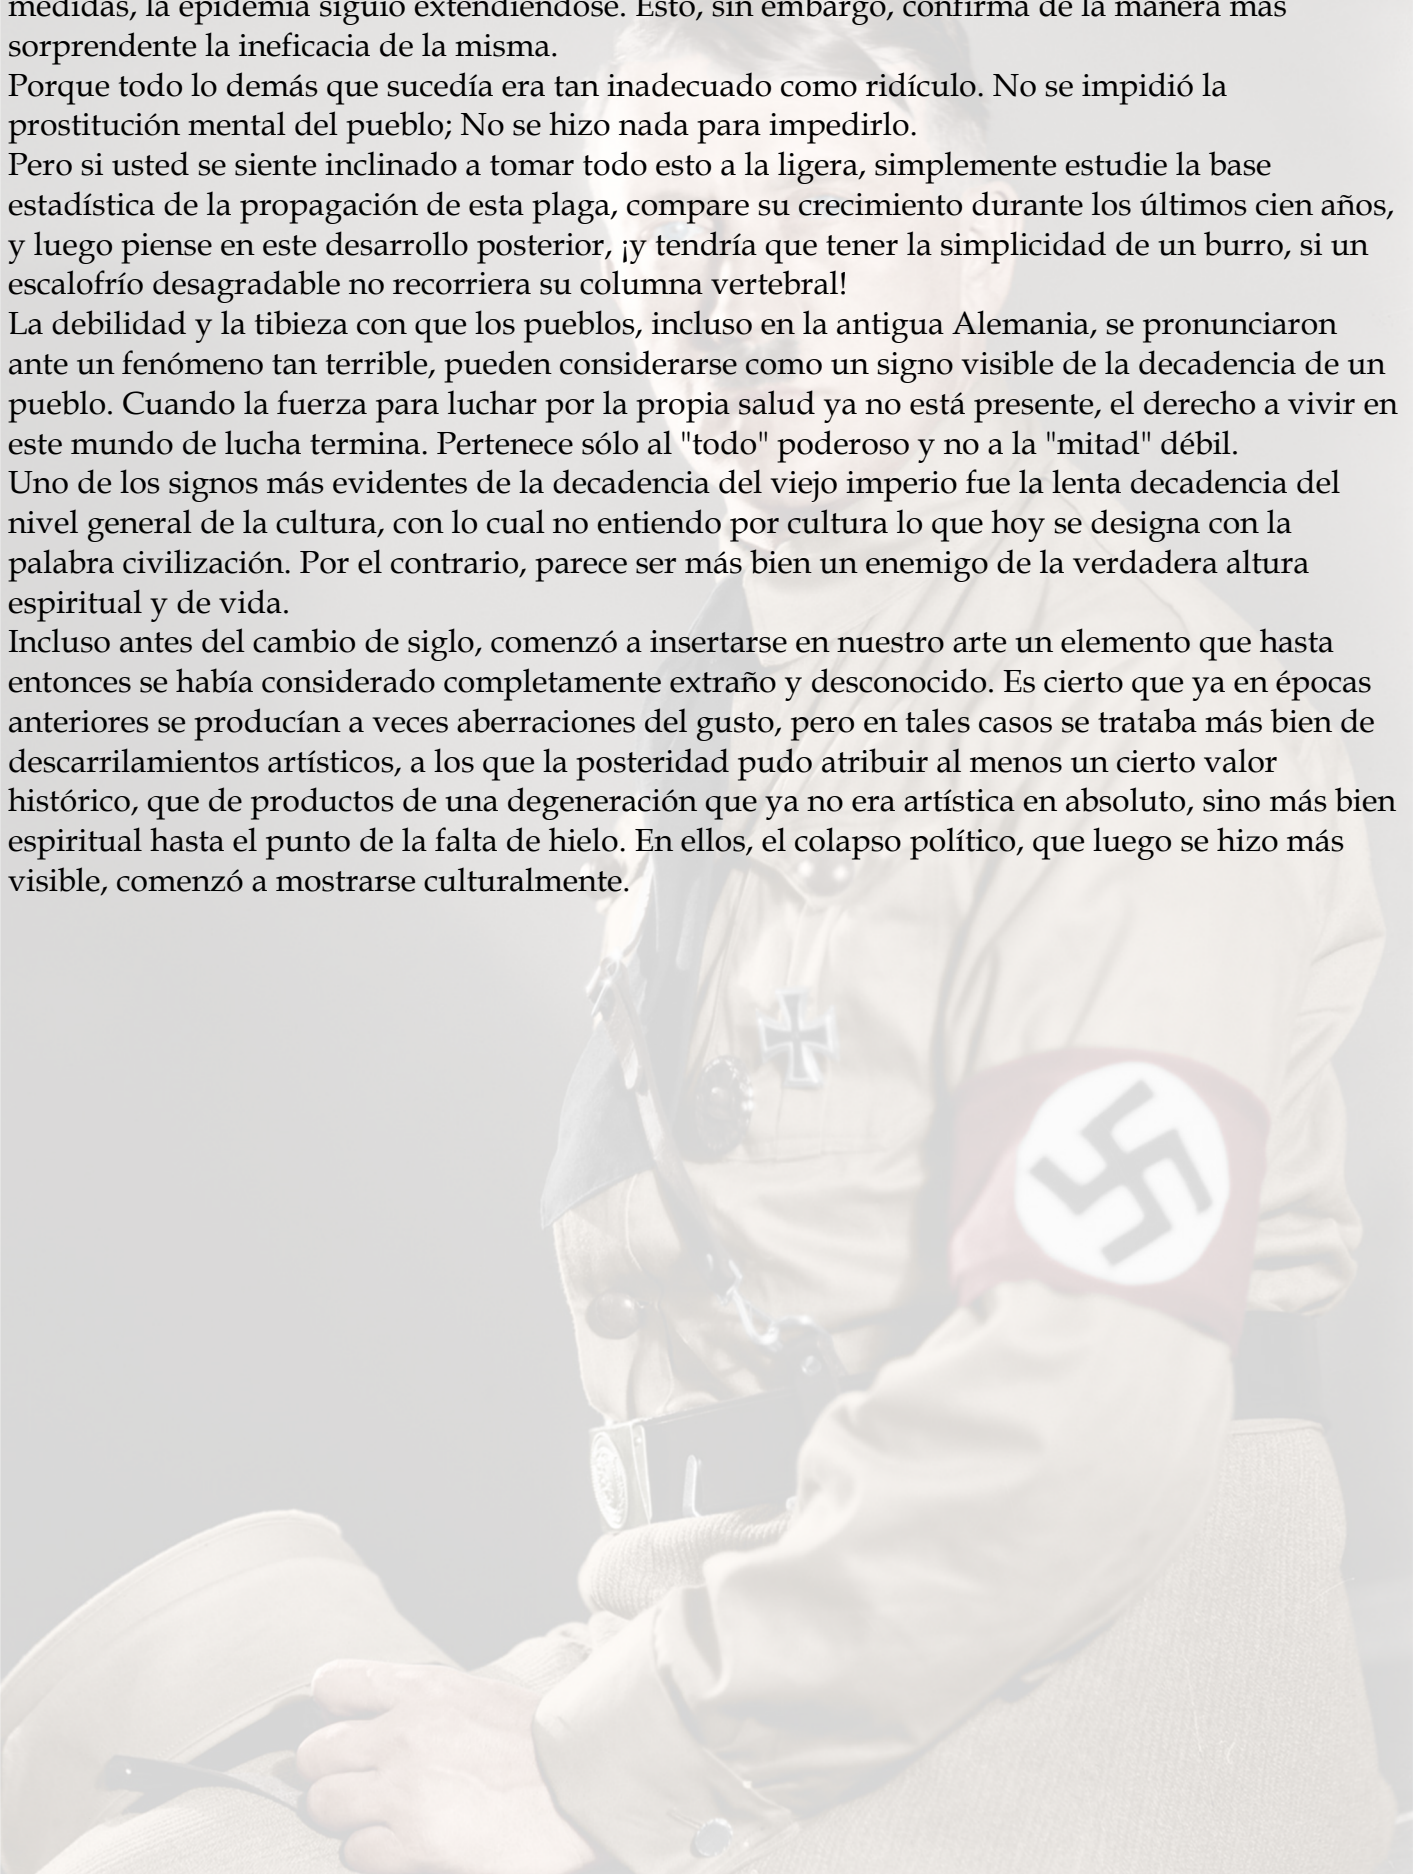 medidas, la epidemia siguió extendiéndose. Esto, sin embargo, confirma de la manera más
sorprendente la ineficacia de la misma.
Porque todo lo demás que sucedía era tan inadecuado como ridículo. No se impidió la
prostitución mental del pueblo; No se hizo nada para impedirlo.
Pero si usted se siente inclinado a tomar todo esto a la ligera, simplemente estudie la base
estadística de la propagación de esta plaga, compare su crecimiento durante los últimos cien años,
y luego piense en este desarrollo posterior, ¡y tendría que tener la simplicidad de un burro, si un
escalofrío desagradable no recorriera su columna vertebral!
La debilidad y la tibieza con que los pueblos, incluso en la antigua Alemania, se pronunciaron
ante un fenómeno tan terrible, pueden considerarse como un signo visible de la decadencia de un
pueblo. Cuando la fuerza para luchar por la propia salud ya no está presente, el derecho a vivir en
este mundo de lucha termina. Pertenece sólo al "todo" poderoso y no a la "mitad" débil.
Uno de los signos más evidentes de la decadencia del viejo imperio fue la lenta decadencia del
nivel general de la cultura, con lo cual no entiendo por cultura lo que hoy se designa con la
palabra civilización. Por el contrario, parece ser más bien un enemigo de la verdadera altura
espiritual y de vida.
Incluso antes del cambio de siglo, comenzó a insertarse en nuestro arte un elemento que hasta
entonces se había considerado completamente extraño y desconocido. Es cierto que ya en épocas
anteriores se producían a veces aberraciones del gusto, pero en tales casos se trataba más bien de
descarrilamientos artísticos, a los que la posteridad pudo atribuir al menos un cierto valor
histórico, que de productos de una degeneración que ya no era artística en absoluto, sino más bien
espiritual hasta el punto de la falta de hielo. En ellos, el colapso político, que luego se hizo más
visible, comenzó a mostrarse culturalmente.